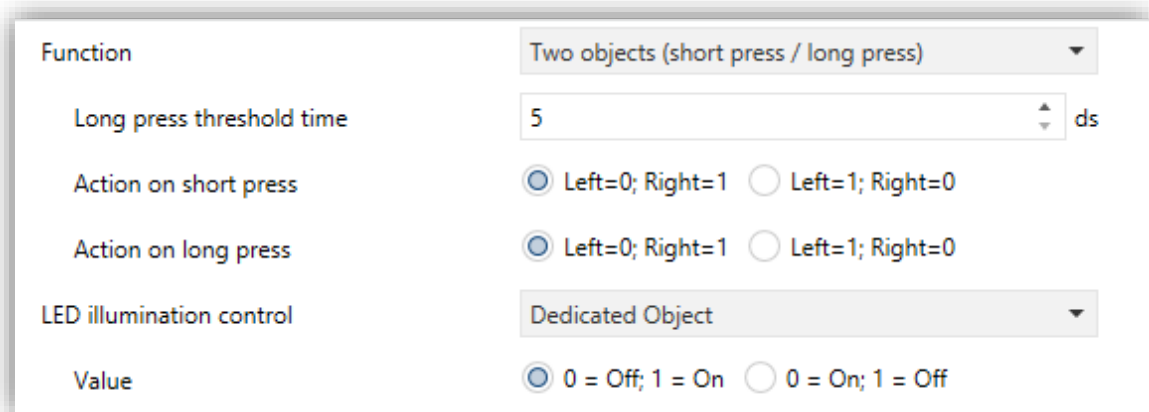 Function Two objects (short press / long press)
Long press threshold time 5 ds
Action on short press Left=0; Right=1 Left=1; Right=0
Action on long press Left=0; Right=1 Left=1; Right=0
LED illumination control Dedicated Object
Value 0 = Off; 1 = On 0 = On; 1 = Off